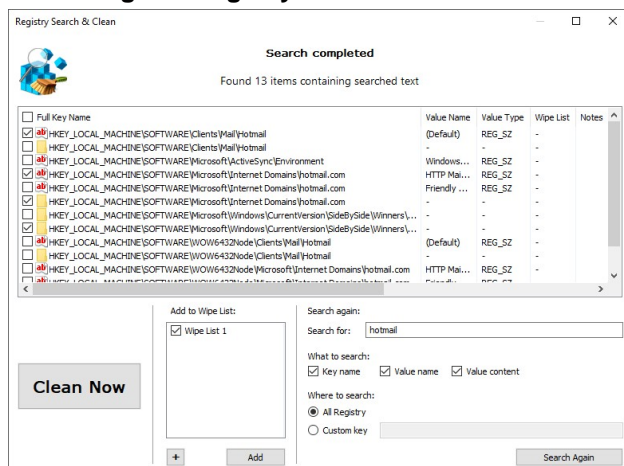 Registry Search & Clean
Search completed
Found 13 items containing searched text
Full Key Name Value Name Value Type Wipe List Notes
HKEY_LOCAL_MACHINE\SOFTWARE\Clients\Mail\Hotmail (Default) REG_SZ -
HKEY_LOCAL_MACHINE\SOFTWARE\Clients\Mail\Hotmail - - -
HKEY_LOCAL_MACHINE\SOFTWARE\Microsoft\ActiveSync\Environment Windows... REG_SZ -
HKEY_LOCAL_MACHINE\SOFTWARE\Microsoft\Internet Domains\hotmail.com HTTP Mai... REG_SZ -
HKEY_LOCAL_MACHINE\SOFTWARE\Microsoft\Internet Domains\hotmail.com Friendly ... REG_SZ -
HKEY_LOCAL_MACHINE\SOFTWARE\Microsoft\Internet Domains\hotmail.com - - -
HKEY_LOCAL_MACHINE\SOFTWARE\Microsoft\Windows\CurrentVersion\SideBySide\Winners\... - - -
HKEY_LOCAL_MACHINE\SOFTWARE\Microsoft\Windows\CurrentVersion\SideBySide\Winners\... - - -
HKEY_LOCAL_MACHINE\SOFTWARE\WOW6432Node\Clients\Mail\Hotmail (Default) REG_SZ -
HKEY_LOCAL_MACHINE\SOFTWARE\WOW6432Node\Clients\Mail\Hotmail - - -
HKEY_LOCAL_MACHINE\SOFTWARE\WOW6432Node\Microsoft\Internet Domains\hotmail.com HTTP Mai... REG_SZ -
Add to Wipe List:
Wipe List 1
Clean Now
+ Add
Search again:
Search for: hotmail
What to search:
Key name Value name Value content
Where to search:
All Registry
Custom key
Search Again